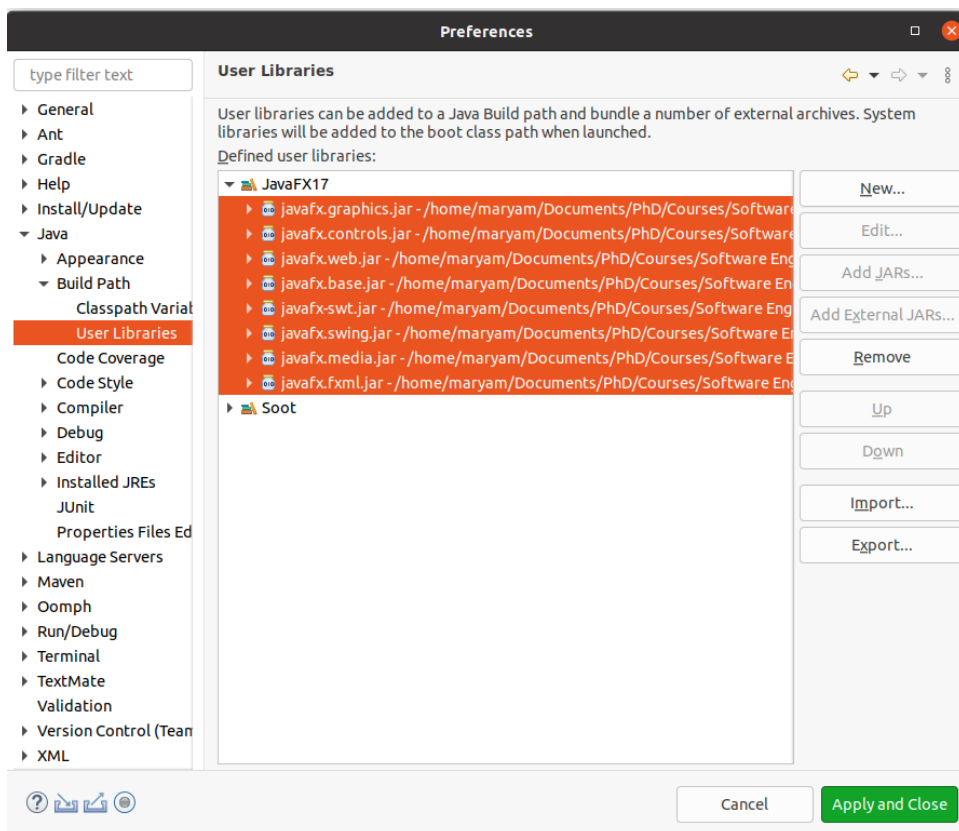 Preferences
type filter text
General
Ant
Gradle
Help
Install/Update
Java
Appearance
Build Path
Classpath Varial
User Libraries
Code Coverage
Code Style
Compiler
Debug
Editor
Installed JREs
JUnit
Properties Files Ed
Language Servers
Maven
Oomph
Run/Debug
Terminal
TextMate
Validation
Version Control (Team
XML
User Libraries
User libraries can be added to a Java Build path and bundle a number of external archives. System
libraries will be added to the boot class path when launched.
Defined user libraries:
JavaFX17
javafx.graphics.jar - /home/maryam/Documents/PhD/Courses/Software
javafx.controls.jar - /home/maryam/Documents/PhD/Courses/Software
javafx.web.jar - /home/maryam/Documents/PhD/Courses/Software Eng
javafx.base.jar - /home/maryam/Documents/PhD/Courses/Software En
javafx-swt.jar - /home/maryam/Documents/PhD/Courses/Software Eng
javafx.swing.jar - /home/maryam/Documents/PhD/Courses/Software En
javafx.media.jar - /home/maryam/Documents/PhD/Courses/Software E
javafx.fxml.jar - /home/maryam/Documents/PhD/Courses/Software Eng
Soot
New...
Edit...
Add JARs...
Add External JARs...
Remove
Up
Down
Import...
Export...
Cancel
Apply and Close